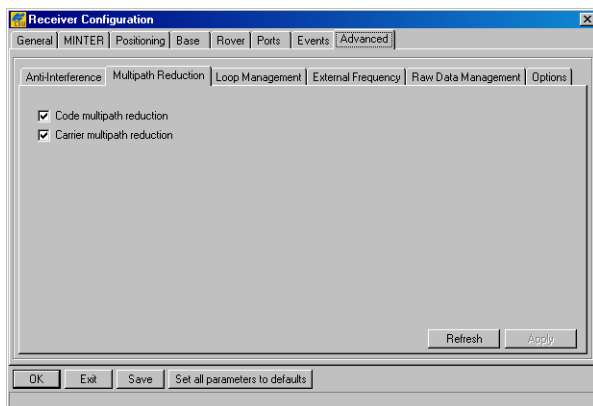 Receiver Configuration
General MINTER Positioning Base Rover Ports Events Advanced
Anti-Interference Multipath Reduction Loop Management External Frequency Raw Data Management Options
Code multipath reduction
Carrier multipath reduction
Refresh Apply
OK Exit Save Set all parameters to defaults